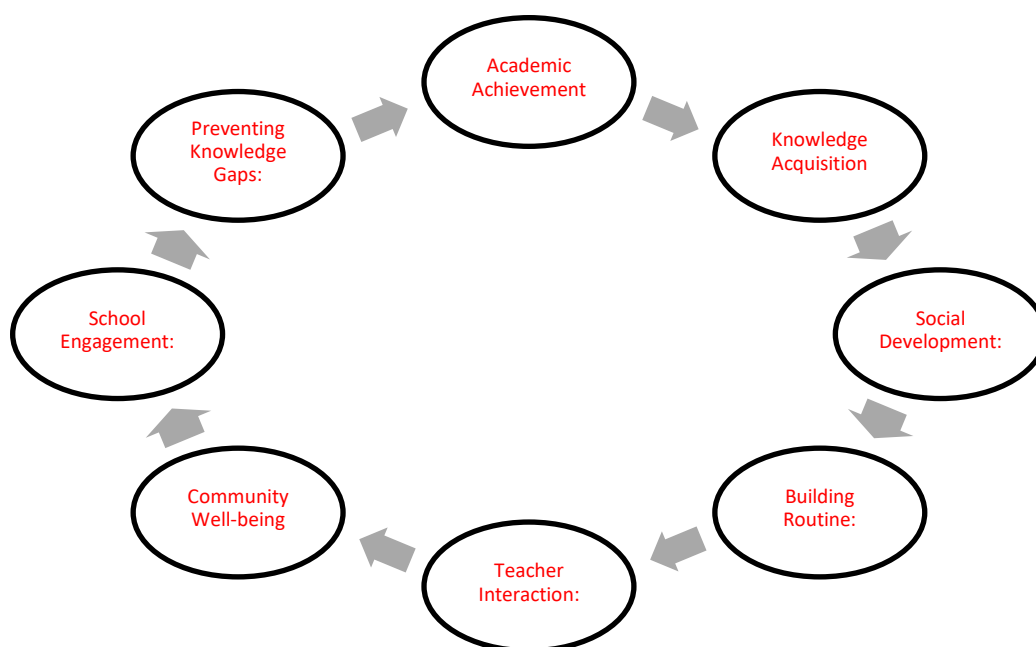 Academic
Achievement
Knowledge
Acquisition
Social
Development:
Building
Routine:
Teacher
Interaction:
Community
Well-being
School
Engagement:
Preventing
Knowledge
Gaps: